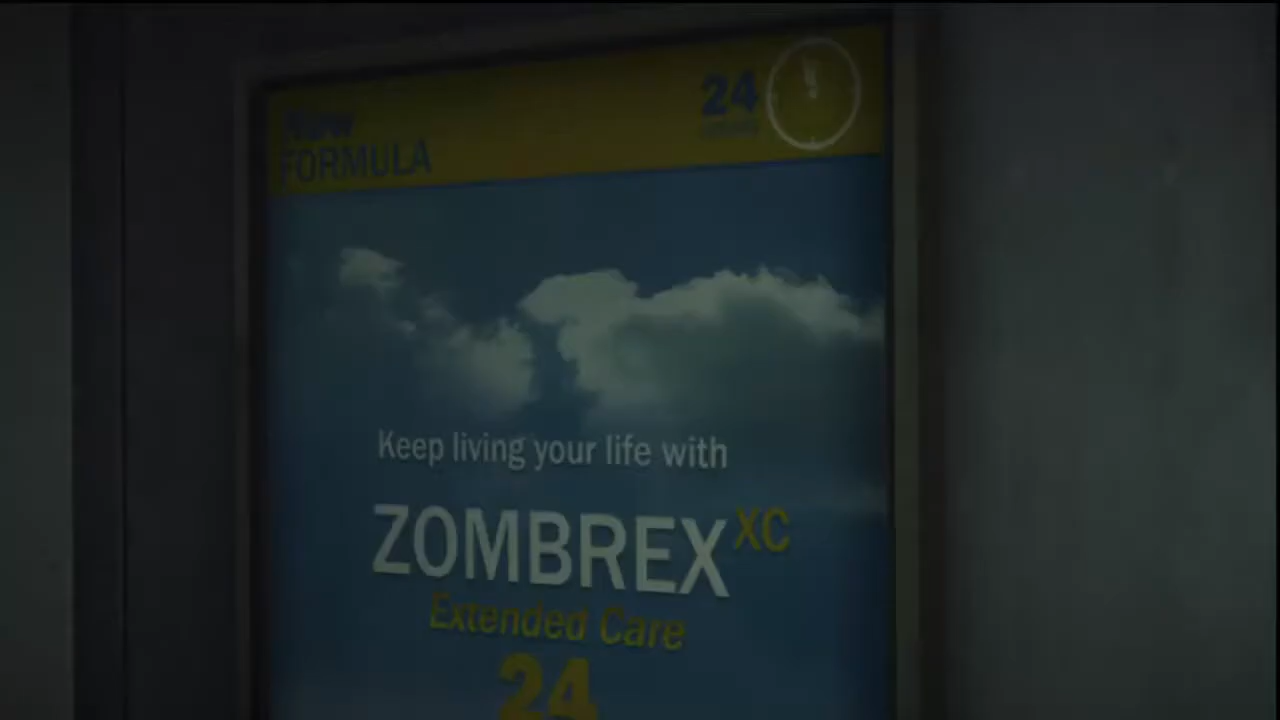 New
FORMULA
24
Keep living your life with
ZOMBREX XC
Extended Care
24